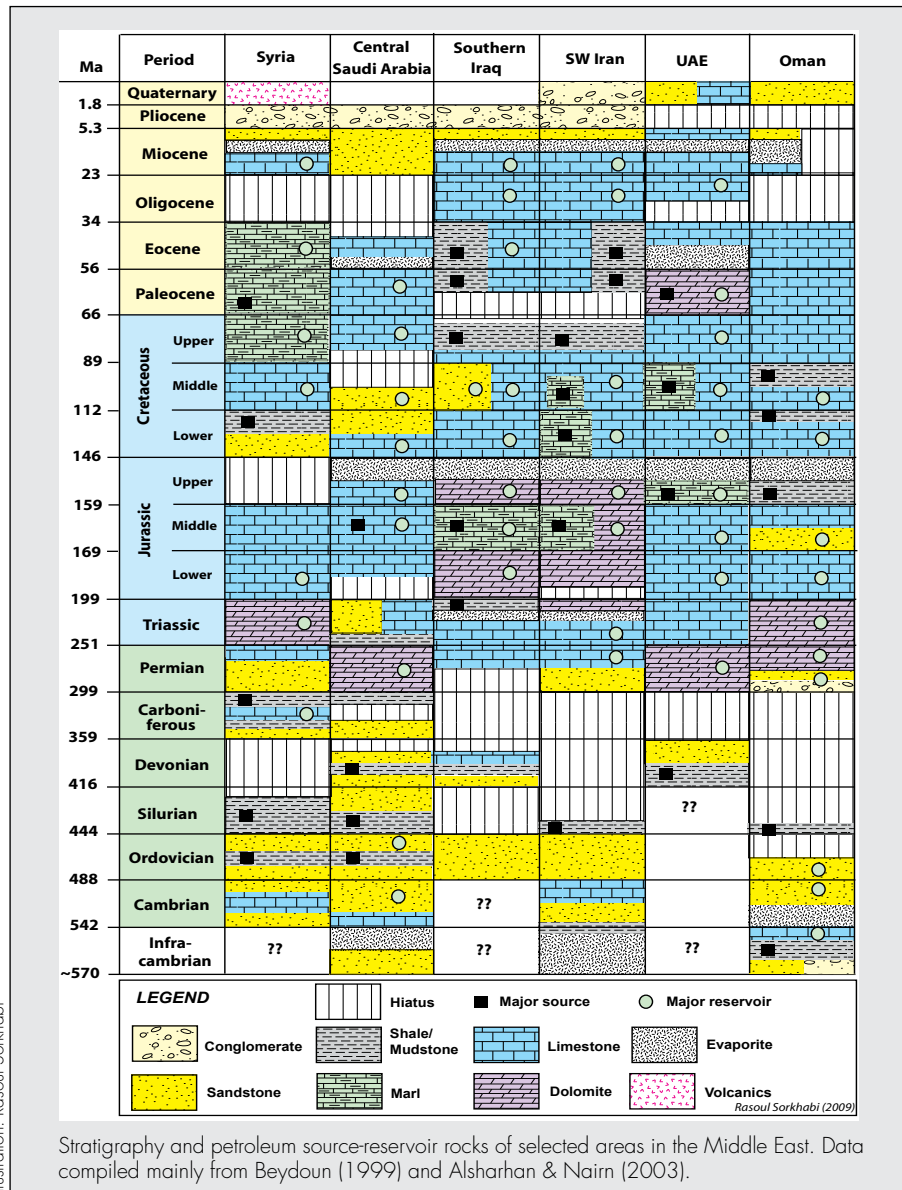 Ma Period Syria Central Saudi Arabia Southern Iraq SW Iran UAE Oman
Quaternary
1.8
Pliocene
5.3
Miocene
23
Oligocene
34
Eocene
56
Paleocene
66
Cretaceous
Upper
89
Middle
112
Lower
146
Jurassic
Upper
159
Middle
169
Lower
199
Triassic
251
Permian
299
Carboni-
ferous
359
Devonian
416
Silurian
??
444
Ordovician
488
Cambrian
??
542
Infra-
cambrian
?? ?? ??
~570
LEGEND
Hiatus
Major source
Major reservoir
Conglomerate
Shale/
Mudstone
Limestone
Evaporite
Sandstone
Marl
Dolomite
Volcanics
Rasoul Sorkhabi (2009)
Stratigraphy and petroleum source-reservoir rocks of selected areas in the Middle East. Data
compiled mainly from Beydoun (1999) and Alsharhan & Nairn (2003).
Rasoul Sorkhabi